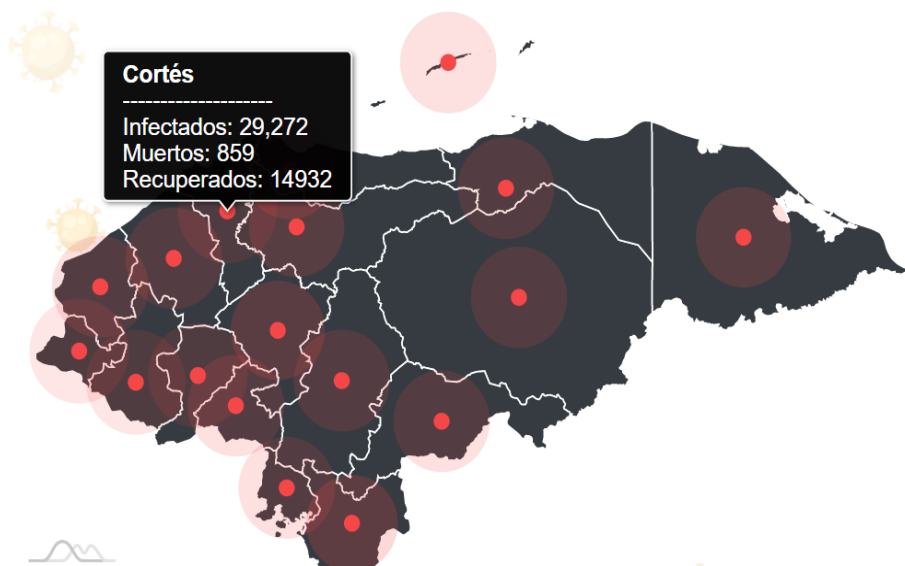 Cortés
--------------------
Infectados: 29,272
Muertos: 859
Recuperados: 14932